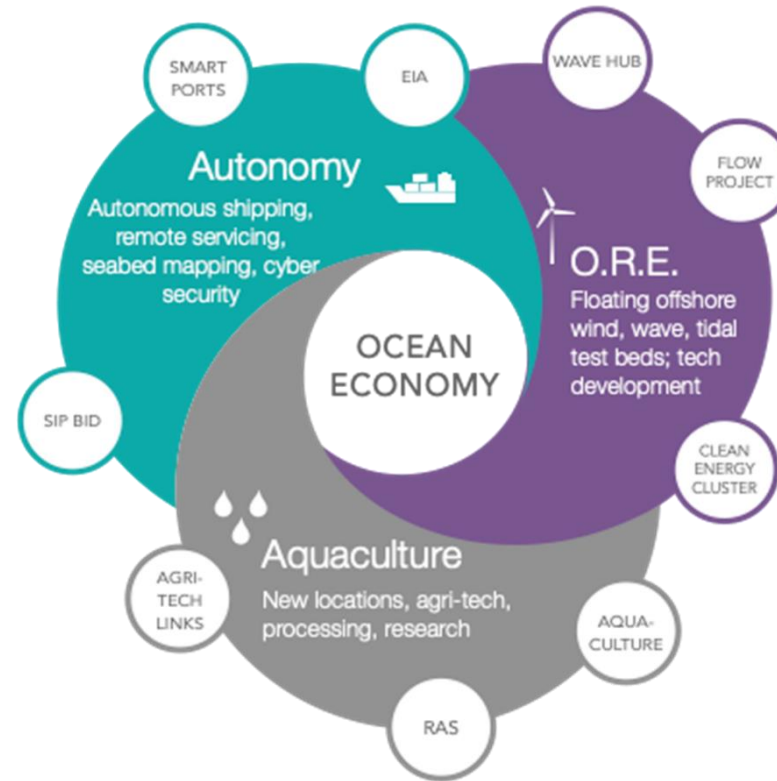 SMART
PORTS
EIA
WAVE HUB
FLOW
PROJECT
Autonomy
Autonomous shipping,
remote servicing,
seabed mapping, cyber
security
O.R.E.
Floating offshore
wind, wave, tidal
test beds; tech
development
OCEAN
ECONOMY
SIP BID
CLEAN
ENERGY
CLUSTER
Aquaculture
New locations, agri-tech,
processing, research
AGRI-
TECH
LINKS
AQUA-
CULTURE
RAS